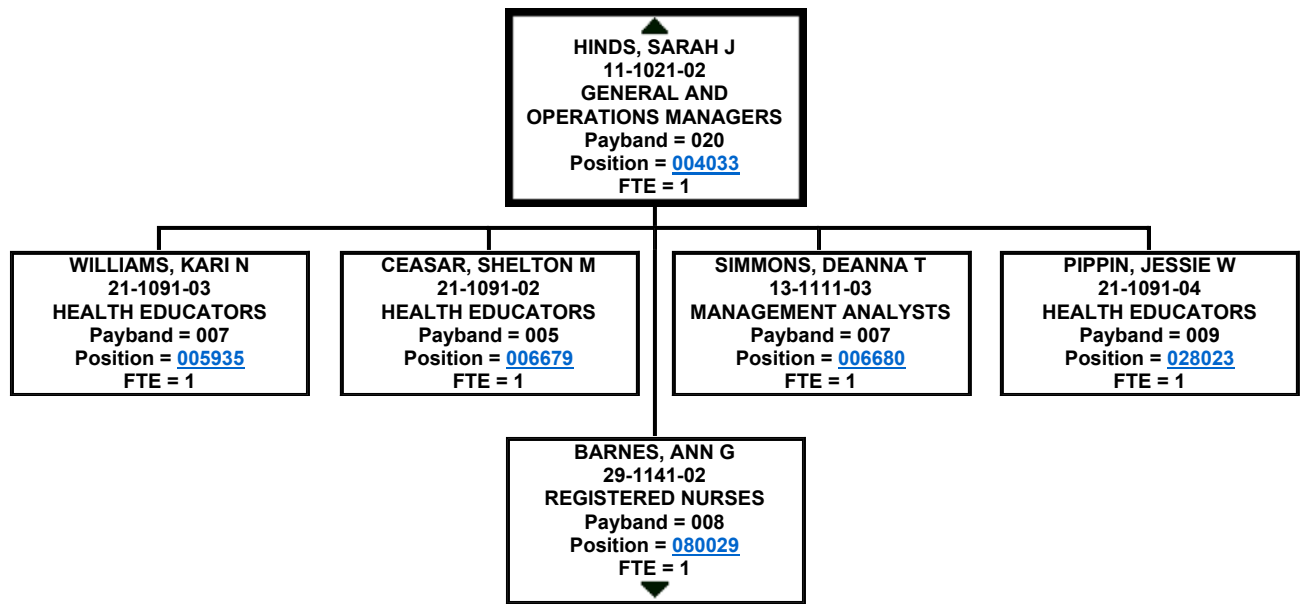 HINDS, SARAH J
11-1021-02
GENERAL AND
OPERATIONS MANAGERS
Payband = 020
Position = 004033
FTE = 1
WILLIAMS, KARI N
21-1091-03
HEALTH EDUCATORS
Payband = 007
Position = 005935
FTE = 1
CEASAR, SHELTON M
21-1091-02
HEALTH EDUCATORS
Payband = 005
Position = 006679
FTE = 1
SIMMONS, DEANNA T
13-1111-03
MANAGEMENT ANALYSTS
Payband = 007
Position = 006680
FTE = 1
PIPPIN, JESSIE W
21-1091-04
HEALTH EDUCATORS
Payband = 009
Position = 028023
FTE = 1
BARNES, ANN G
29-1141-02
REGISTERED NURSES
Payband = 008
Position = 080029
FTE = 1